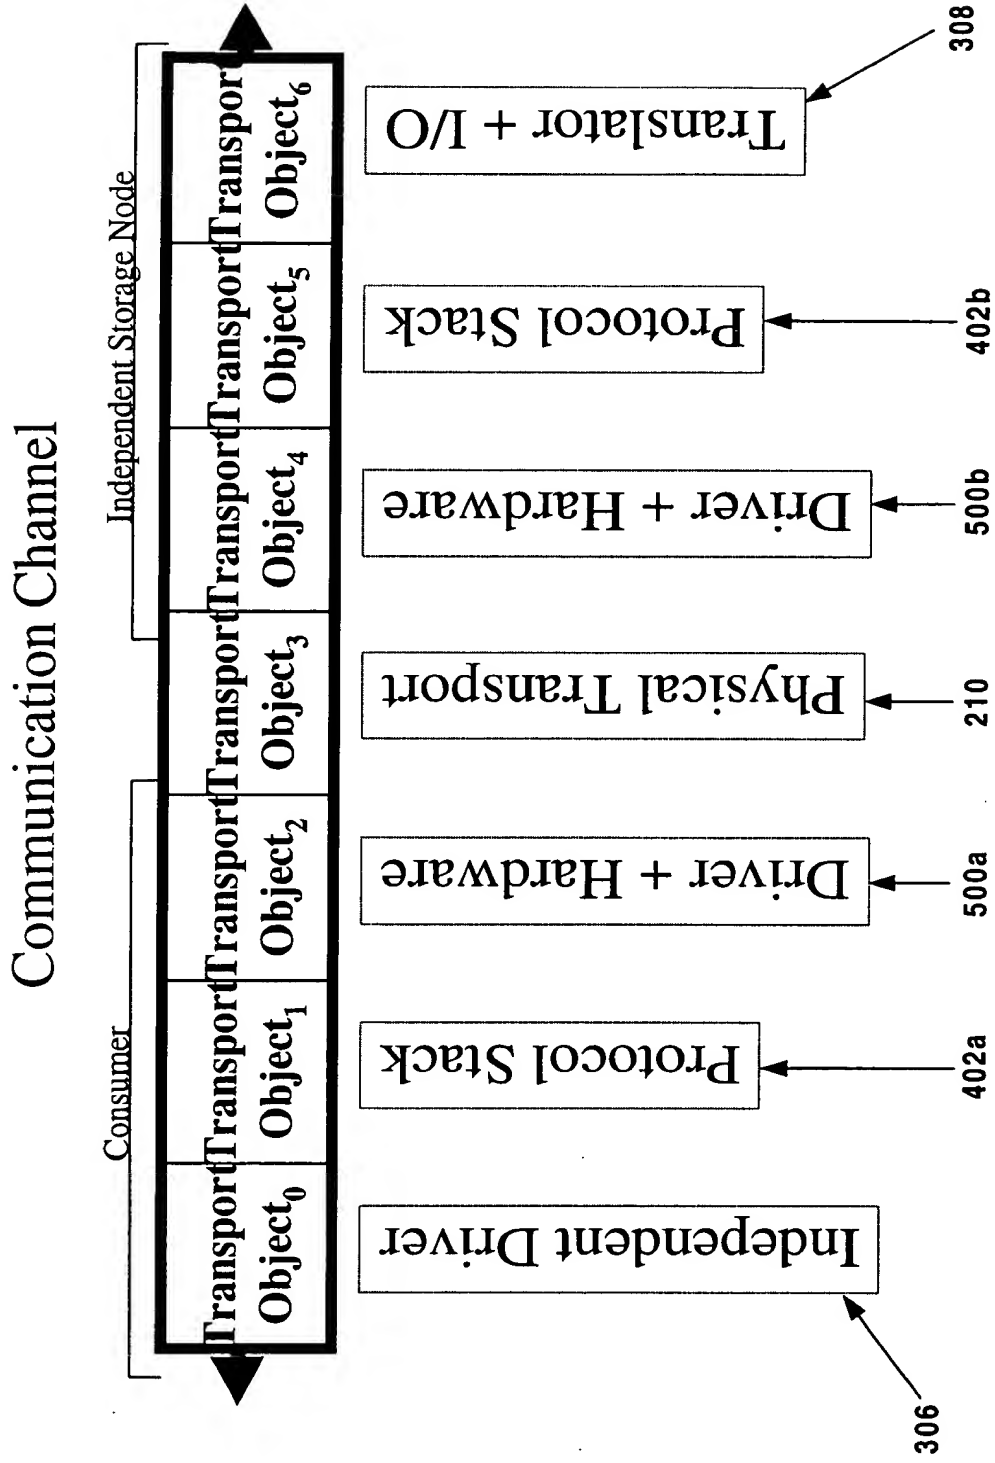 Communication Channel
Consumer
Independent Storage Node
Transport
Object0
Transport
Object1
Transport
Object2
Transport
Object3
Transport
Object4
Transport
Object5
Transport
Object6
Independent Driver
Protocol Stack
Driver + Hardware
Physical Transport
Driver + Hardware
Protocol Stack
Translator + I/O
306
402a
500a
210
500b
402b
308